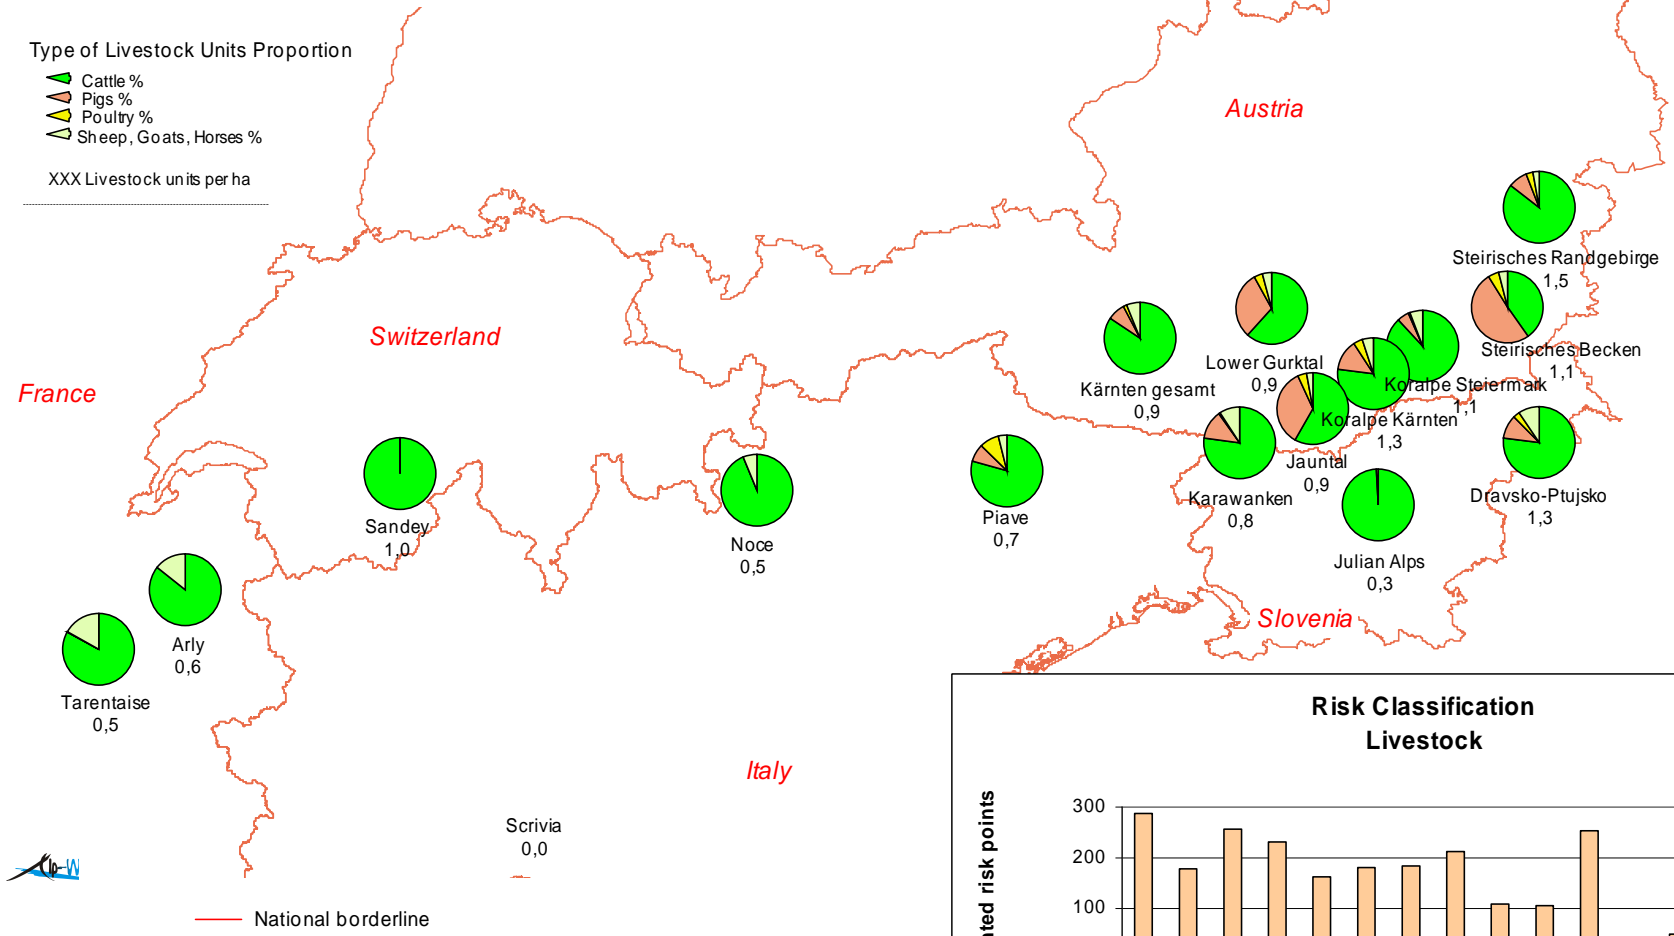 Type of Livestock Units Proportion
Cattle %
Pigs %
Poultry %
Sheep, Goats, Horses %
XXX Livestock units per ha
Austria
Switzerland
France
Italy
Slovenia
Steirisches Randgebirge
1,5
Steirisches Becken
1,1
Lower Gurktal
0,9
Kärnten gesamt
0,9
Koralpe Steiermark
1,1
Koralpe Kärnten
1,3
Jauntal
0,9
Karawanken
0,8
Dravsko-Ptujsko
1,3
Julian Alps
0,3
Piave
0,7
Noce
0,5
Sandey
1,0
Arly
0,6
Tarentaise
0,5
Scrivia
0,0
National borderline
Risk Classification
Livestock
risk points
300
200
100